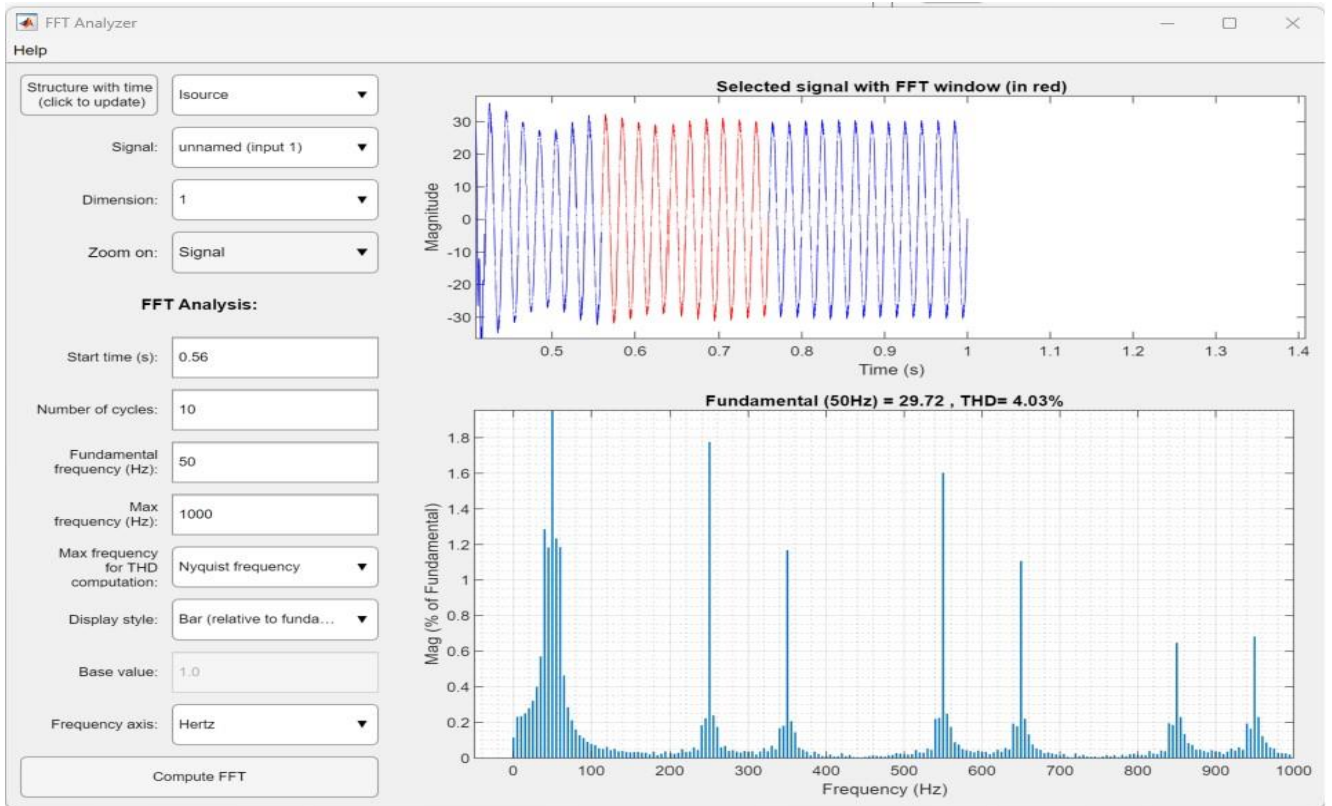 FFT Analyzer
Help
Structure with time
(click to update)
Isource
Signal:
unnamed (input 1)
Dimension:
1
Zoom on:
Signal
FFT Analysis:
Start time (s):
0.56
Number of cycles:
10
Fundamental
frequency (Hz):
50
Max
frequency (Hz):
1000
Max frequency
for THD
computation:
Nyquist frequency
Display style:
Bar (relative to funda...
Base value:
1.0
Frequency axis:
Hertz
Compute FFT
Selected signal with FFT window (in red)
Magnitude
30
20
10
0
-10
-20
-30
0.5 0.6 0.7 0.8 0.9 1 1.1 1.2 1.3 1.4
Time (s)
Fundamental (50Hz) = 29.72 , THD= 4.03%
Mag (% of Fundamental)
1.8
1.6
1.4
1.2
1
0.8
0.6
0.4
0.2
0
0 100 200 300 400 500 600 700 800 900 1000
Frequency (Hz)